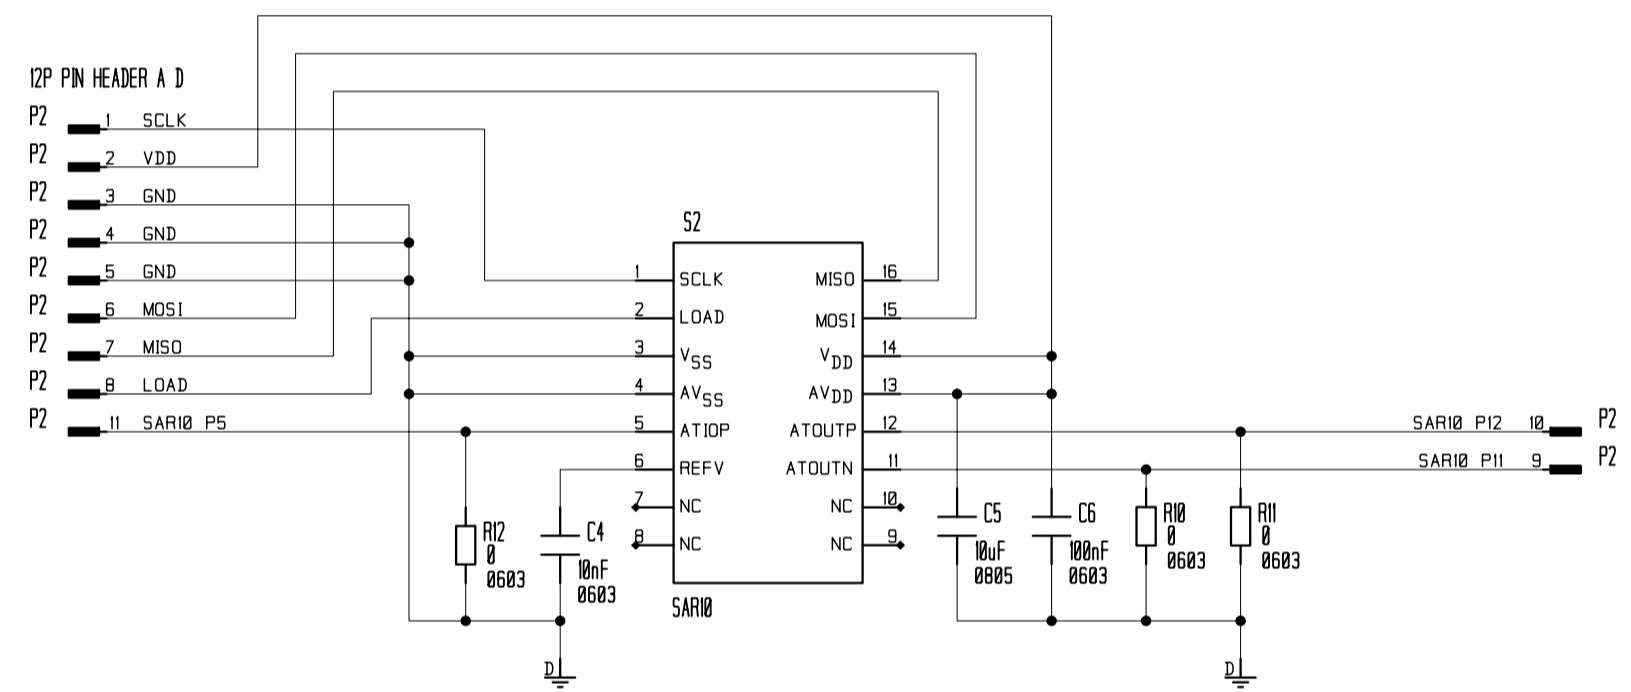 12P PIN HEADER A D
P2 1 SCLK
P2 2 VDD
P2 3 GND
P2 4 GND
P2 5 GND
P2 6 MOSI
P2 7 MISO
P2 8 LOAD
P2 11 SAR10 P5
S2
1 SCLK MISO 16
2 LOAD MOSI 15
3 VSS VDD 14
4 AVSS AVDD 13
5 ATIOP ATOUTP 12
6 REFV ATOUTN 11
7 NC NC 10
8 NC NC 9
SAR10
SAR10 P12 10 P2
SAR10 P11 9 P2
R12
0
0603
C4
10nF
0603
C5
10uF
0805
C6
100nF
0603
R10
0
0603
R11
0
0603
D
D